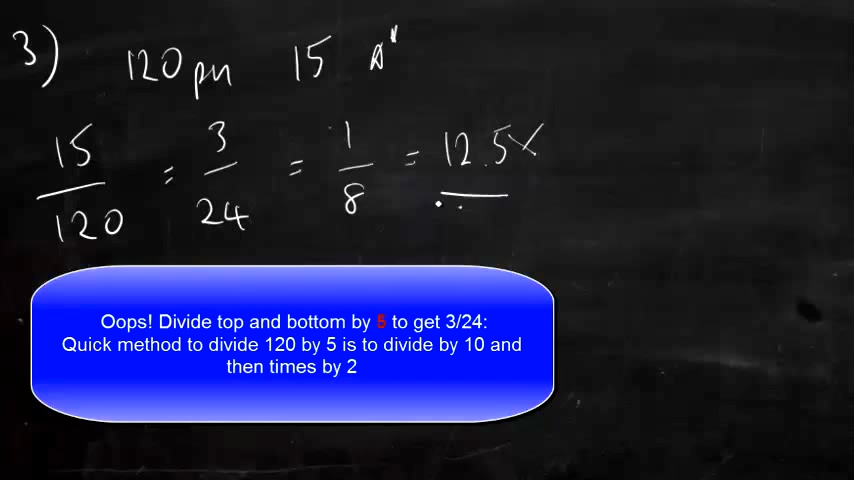 3) 120 pu 15 A*
15/120 = 3/24 = 1/8 = 12.5%
Oops! Divide top and bottom by 5 to get 3/24:
Quick method to divide 120 by 5 is to divide by 10 and
then times by 2